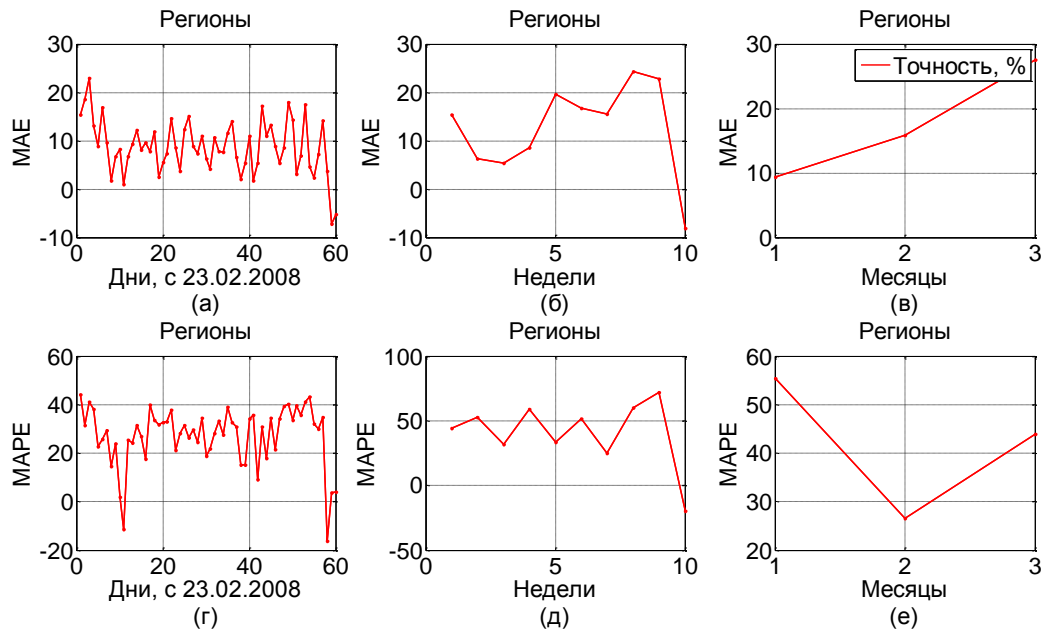 Регионы
Регионы
Регионы
30
20
10
0
-10
MAE
0
20
40
60
Дни, с 23.02.2008
(а)
30
20
10
0
-10
MAE
0
5
10
Недели
(б)
30
20
10
0
MAE
Точность, %
1
2
3
Месяцы
(в)
Регионы
Регионы
Регионы
60
40
20
0
-20
MAPE
0
20
40
60
Дни, с 23.02.2008
(г)
100
50
0
-50
MAPE
0
5
10
Недели
(д)
60
50
40
30
20
MAPE
1
2
3
Месяцы
(е)